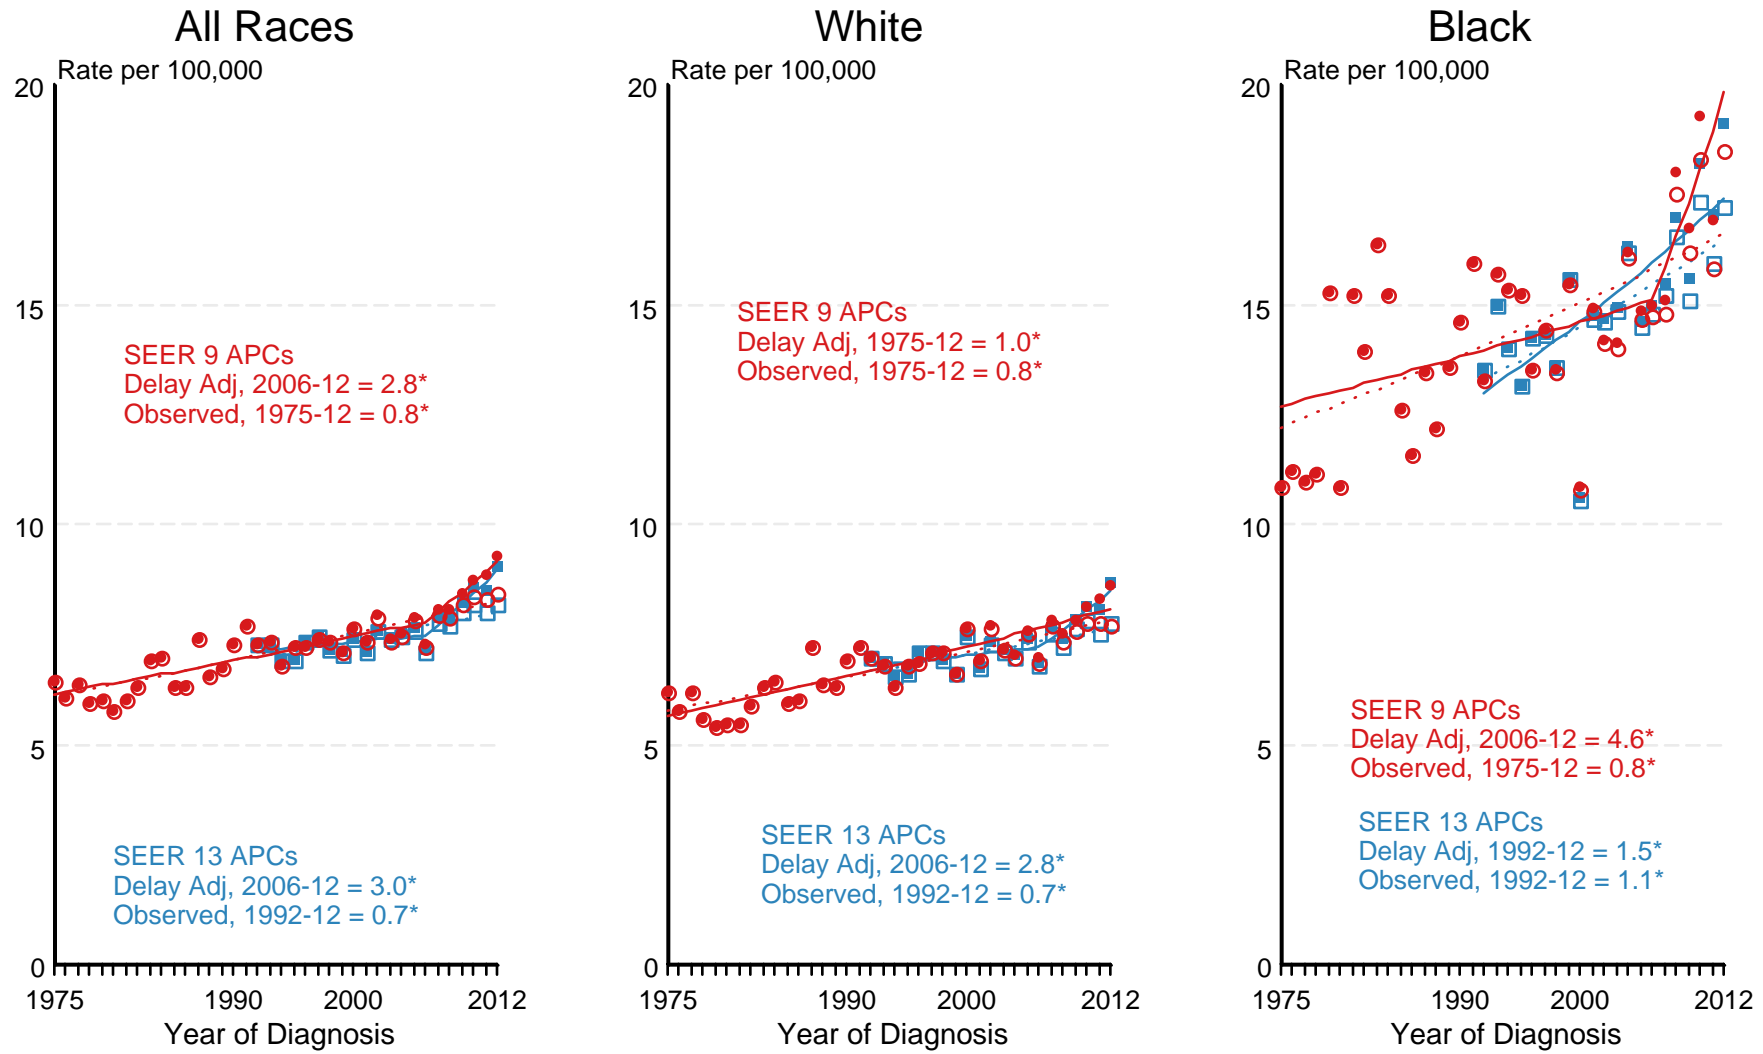 All Races
Rate per 100,000
20
15
10
5
0
SEER 9 APCs
Delay Adj, 2006-12 = 2.8*
Observed, 1975-12 = 0.8*
SEER 13 APCs
Delay Adj, 2006-12 = 3.0*
Observed, 1992-12 = 0.7*
1975 1990 2000 2012
Year of Diagnosis
White
Rate per 100,000
20
15
10
5
0
SEER 9 APCs
Delay Adj, 1975-12 = 1.0*
Observed, 1975-12 = 0.8*
SEER 13 APCs
Delay Adj, 2006-12 = 2.8*
Observed, 1992-12 = 0.7*
1975 1990 2000 2012
Year of Diagnosis
Black
Rate per 100,000
20
15
10
5
0
SEER 9 APCs
Delay Adj, 2006-12 = 4.6*
Observed, 1975-12 = 0.8*
SEER 13 APCs
Delay Adj, 1992-12 = 1.5*
Observed, 1992-12 = 1.1*
1975 1990 2000 2012
Year of Diagnosis